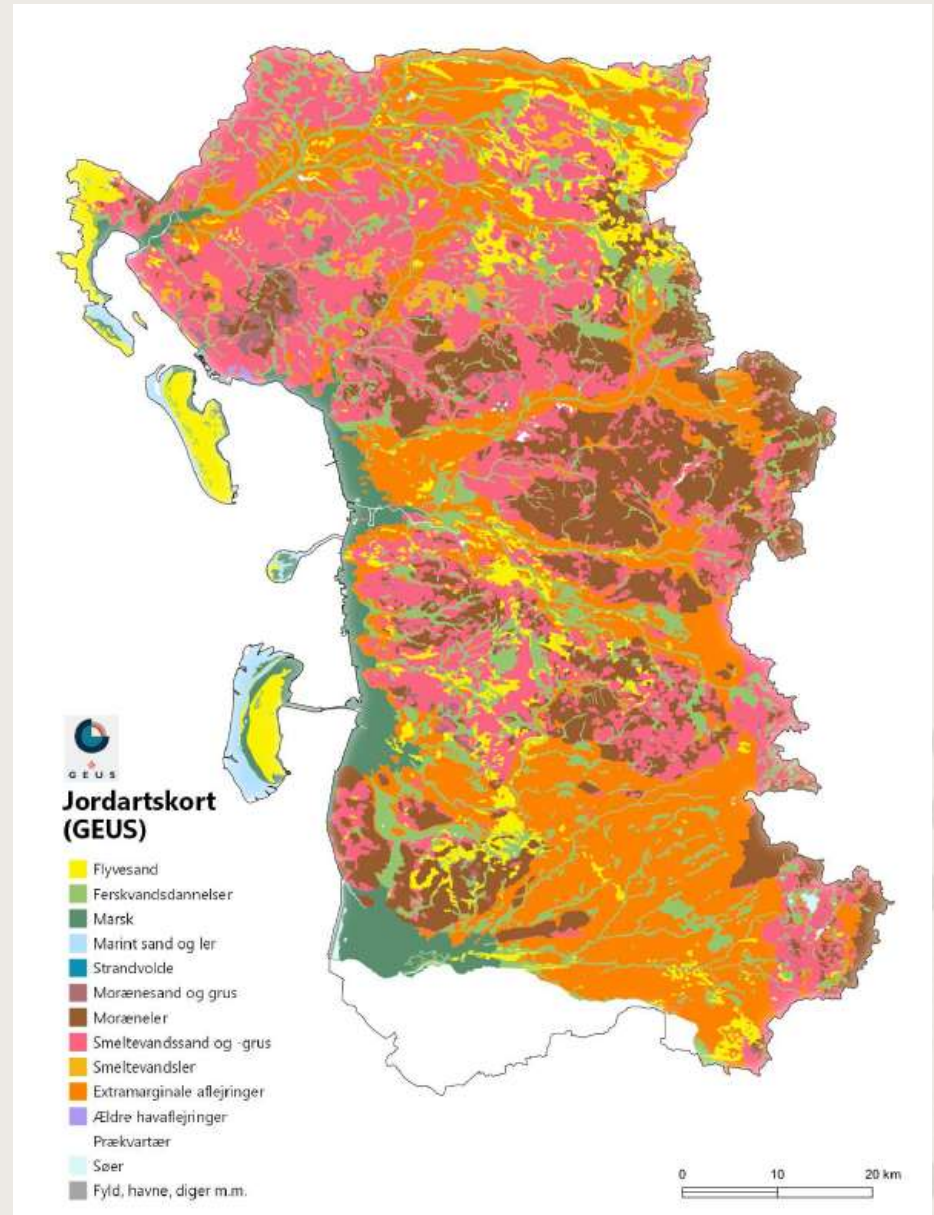 GEUS
Jordartskort
(GEUS)
Flyvesand
Ferskvandsdannelser
Marsk
Marint sand og ler
Strandvolde
Morænesand og grus
Moræneler
Smeltevandssand og -grus
Smeltevandsler
Extramarginale aflejringer
Ældre havaflejringer
Prækvartær
Søer
Fyld, havne, diger m.m.
0 10 20 km